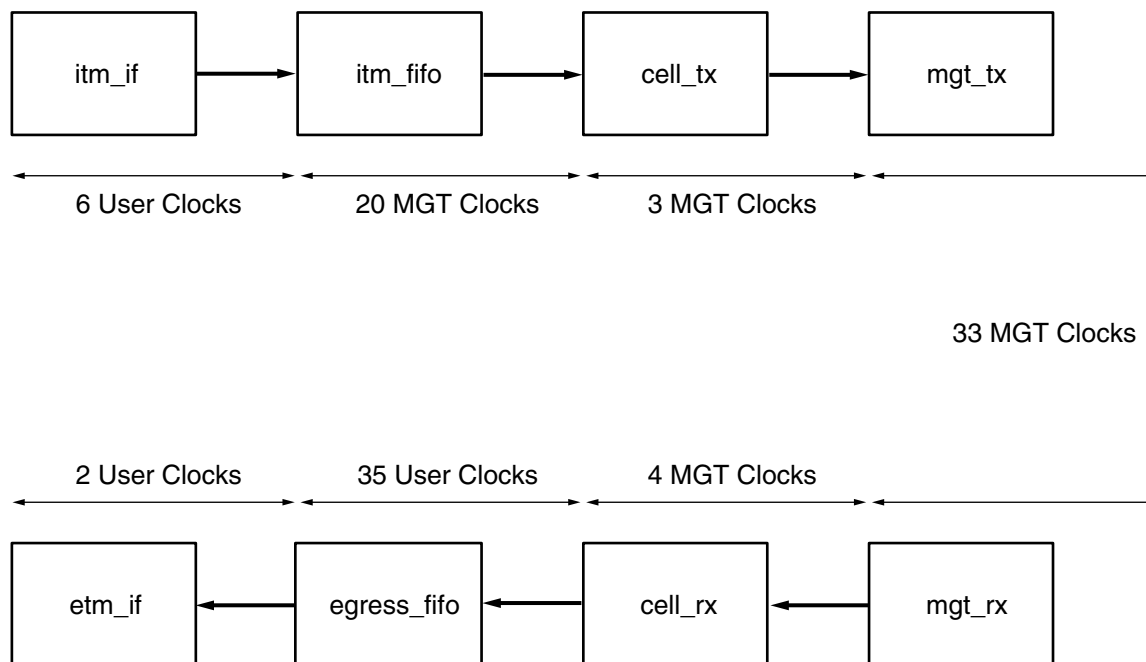 itm_if
itm_fifo
cell_tx
mgt_tx
6 User Clocks
20 MGT Clocks
3 MGT Clocks
33 MGT Clocks
2 User Clocks
35 User Clocks
4 MGT Clocks
etm_if
egress_fifo
cell_rx
mgt_rx